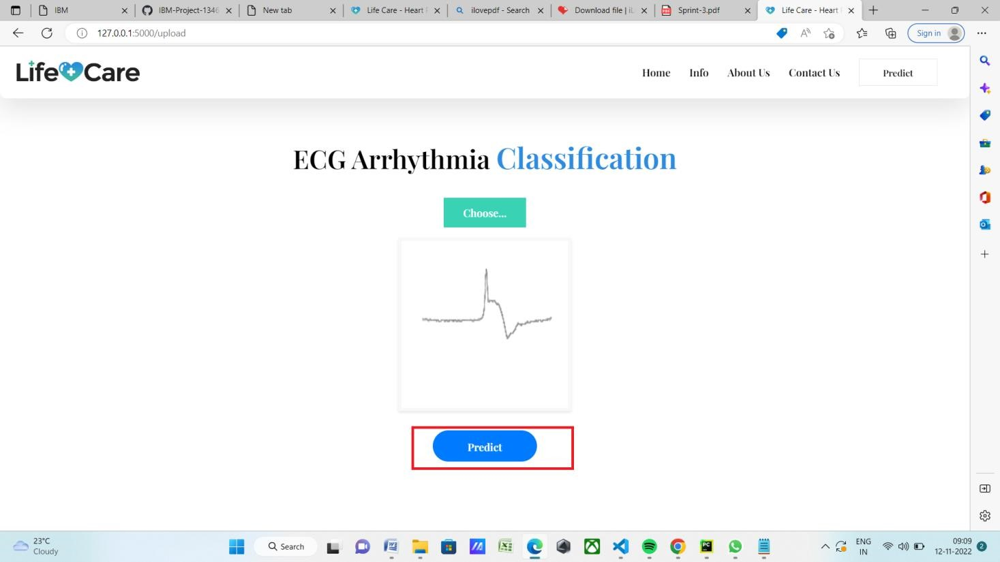 IBM
IBM-Project-1346
New tab
Life Care - Heart
ilovepdf - Search
Download file | iL
Sprint-3.pdf
Life Care - Heart
127.0.0.1:5000/upload
Sign in
Life Care
Home Info About Us Contact Us Predict
ECG Arrhythmia Classification
Choose...
Predict
23°C
Cloudy
Search
ENG
IN
09:09
12-11-2022
2